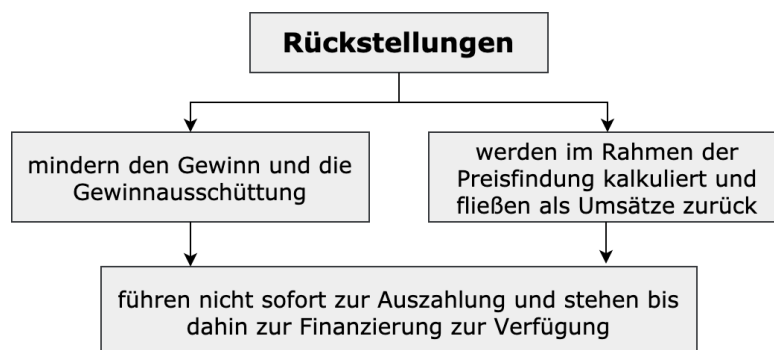 Rückstellungen
mindern den Gewinn und die
Gewinnausschüttung
werden im Rahmen der
Preisfindung kalkuliert und
fließen als Umsätze zurück
führen nicht sofort zur Auszahlung und stehen bis
dahin zur Finanzierung zur Verfügung